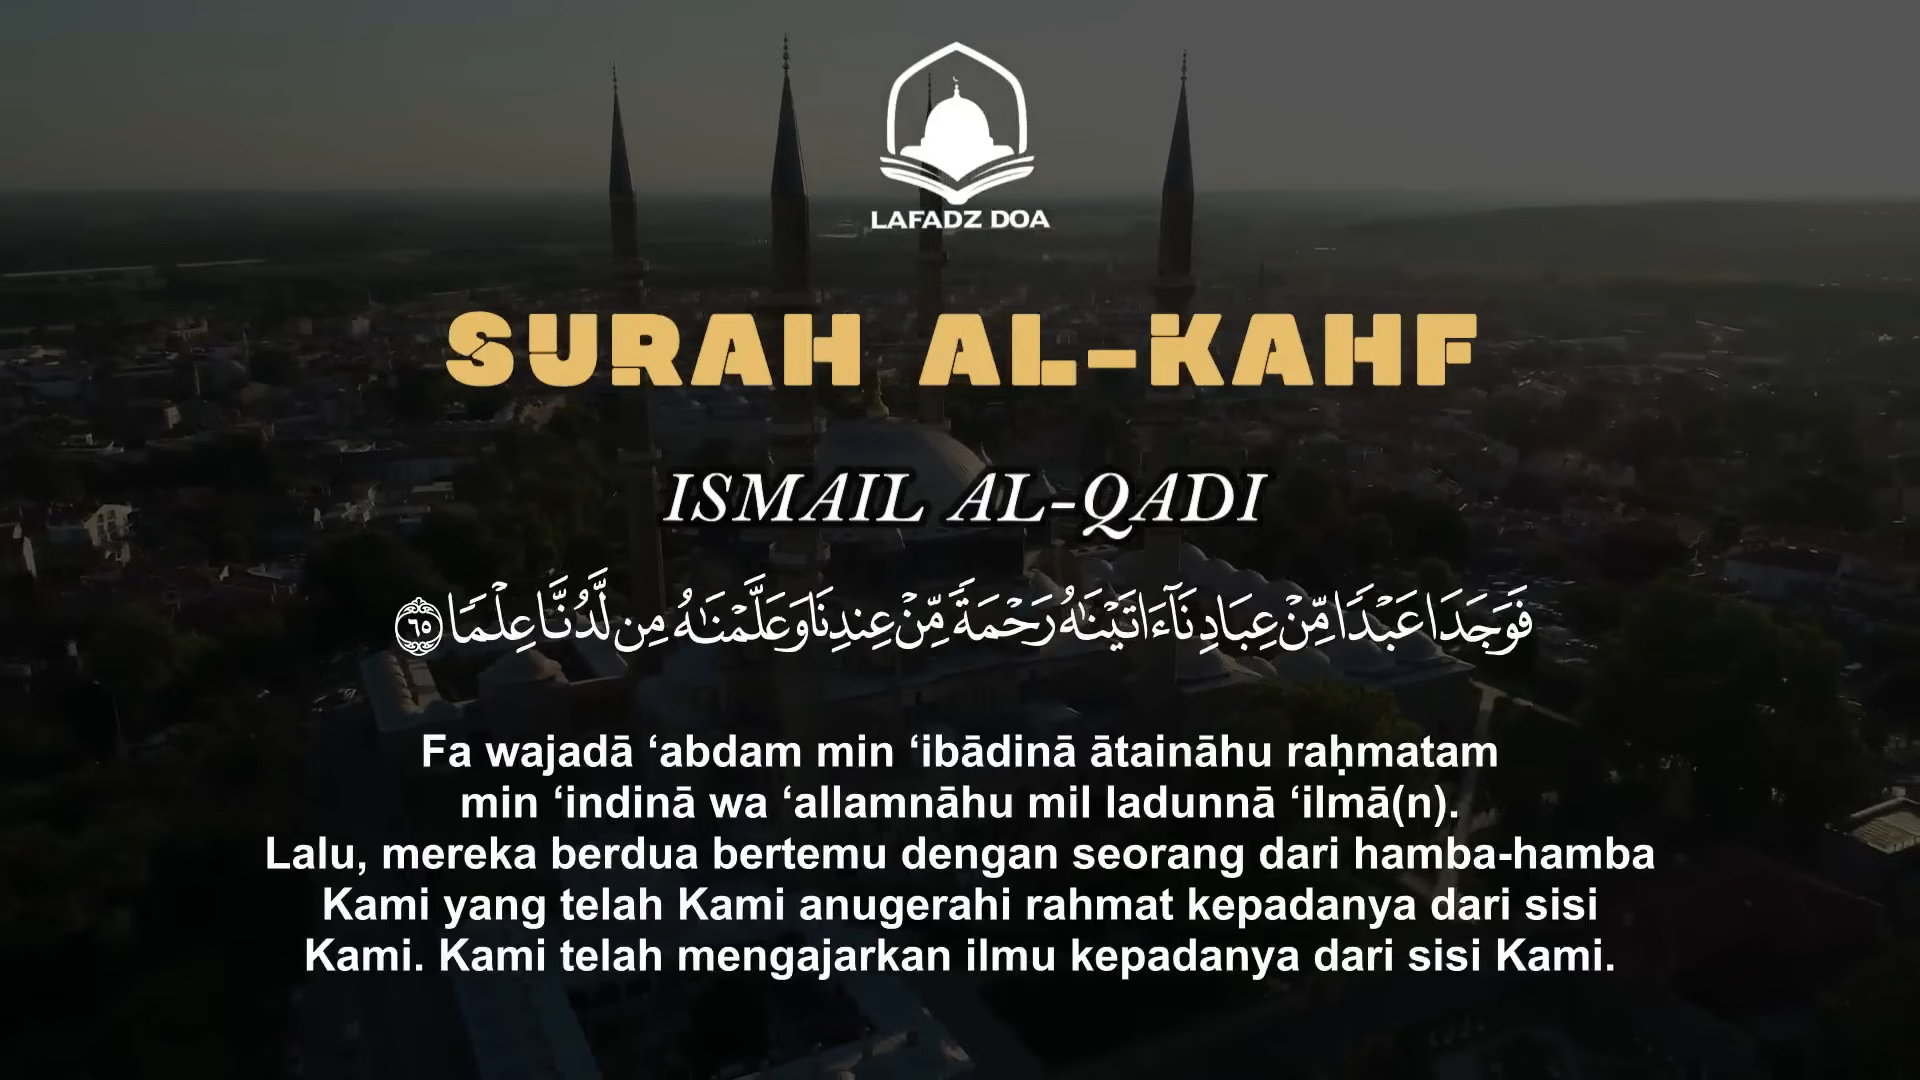 LAFADZ DOA
SURAH AL-KAHF
ISMAIL AL-QADI
فَوَجَدَا عَبْدًا مِّنْ عِبَادِنَآ ءَاتَيْنَٰهُ رَحْمَةً مِّنْ عِندِنَا وَعَلَّمْنَٰهُ مِن لَّدُنَّا عِلْمًا ٦٥
Fa wajadā ‘abdam min ‘ibādinā ātaināhu raḥmatam
min ‘indinā wa ‘allamnāhu mil ladunnā ‘ilmā(n).
Lalu, mereka berdua bertemu dengan seorang dari hamba-hamba
Kami yang telah Kami anugerahi rahmat kepadanya dari sisi
Kami. Kami telah mengajarkan ilmu kepadanya dari sisi Kami.